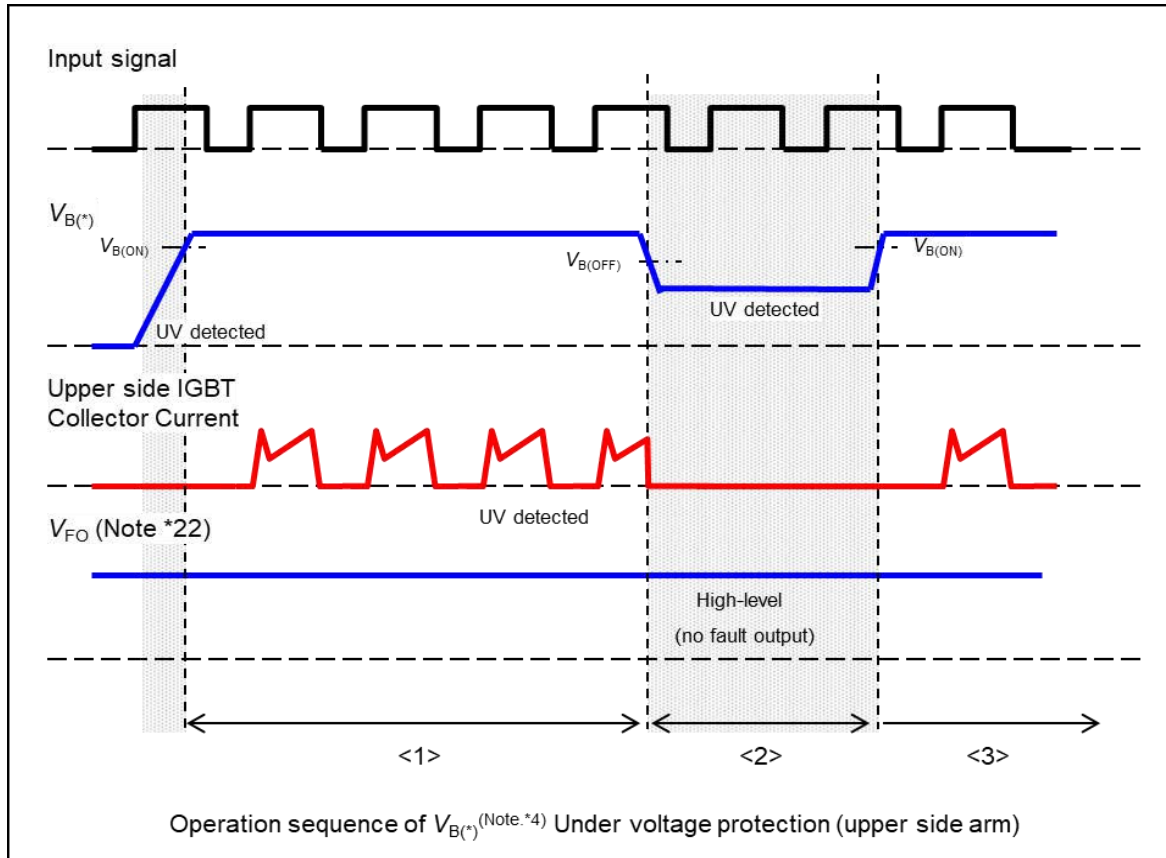 Input signal
VB(*)
VB(ON)
VB(OFF)
VB(ON)
UV detected
UV detected
Upper side IGBT
Collector Current
UV detected
VFO (Note *22)
High-level
(no fault output)
<1>
<2>
<3>
Operation sequence of VB(*)(Note.*4) Under voltage protection (upper side arm)